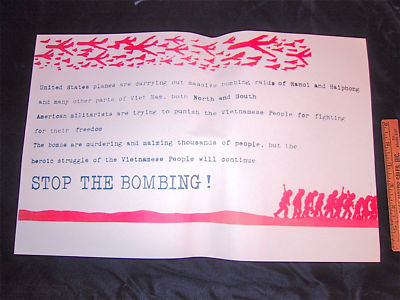 United States planes are carrying out massive bombing raids of Hanoi and Haiphong
and many other parts of Viet Nam, both North and South
American militarists are trying to punish the Vietnamese People for fighting
for their freedom
The bombs are murdering and maiming thousands of people, but the
heroic struggle of the Vietnamese People will continue
STOP THE BOMBING!